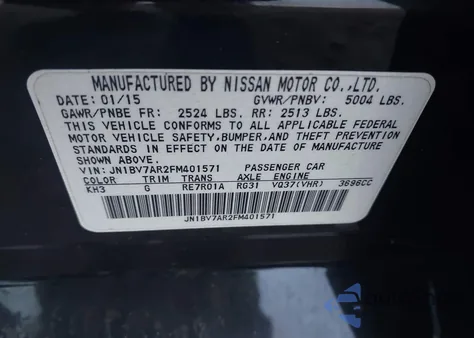 MANUFACTURED BY NISSAN MOTOR CO.,LTD.
DATE: 01/15 GVWR/PNBV: 5004 LBS.
GAWR/PNBE FR: 2524 LBS. RR: 2513 LBS.
THIS VEHICLE CONFORMS TO ALL APPLICABLE FEDERAL
MOTOR VEHICLE SAFETY, BUMPER, AND THEFT PREVENTION
STANDARDS IN EFFECT ON THE DATE OF MANUFACTURE
SHOWN ABOVE.
VIN: JN1BV7AR2FM401571 PASSENGER CAR
COLOR TRIM TRANS AXLE ENGINE
KH3 G RE7R01A RG31 VQ37(VHR) 3696CC
JN1BV7AR2FM401571